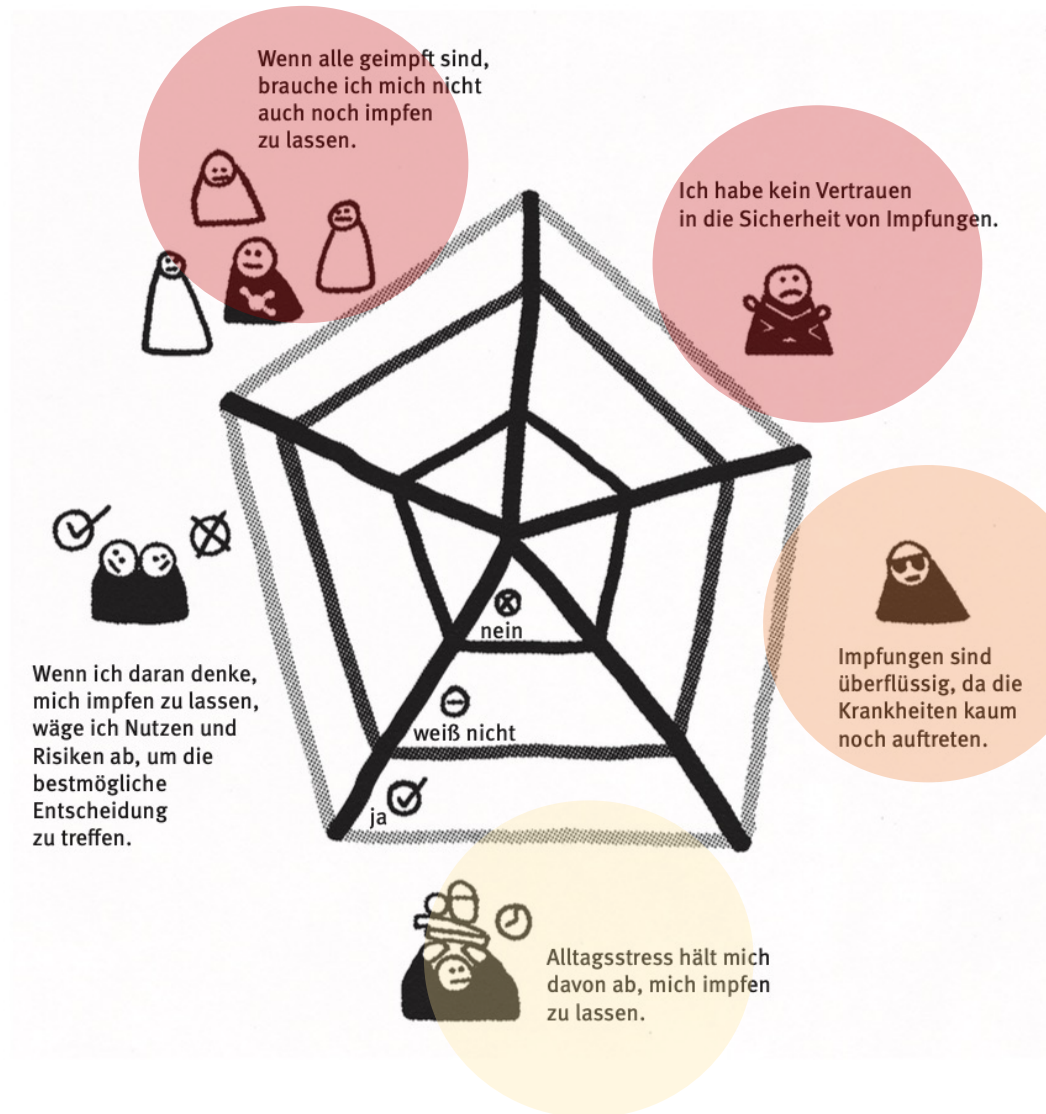 Wenn alle geimpft sind,
brauche ich mich nicht
auch noch impfen
zu lassen.
Ich habe kein Vertrauen
in die Sicherheit von Impfungen.
Impfungen sind
überflüssig, da die
Krankheiten kaum
noch auftreten.
nein
weiß nicht
ja
Wenn ich daran denke,
mich impfen zu lassen,
wäge ich Nutzen und
Risiken ab, um die
bestmögliche
Entscheidung
zu treffen.
Alltagsstress hält mich
davon ab, mich impfen
zu lassen.